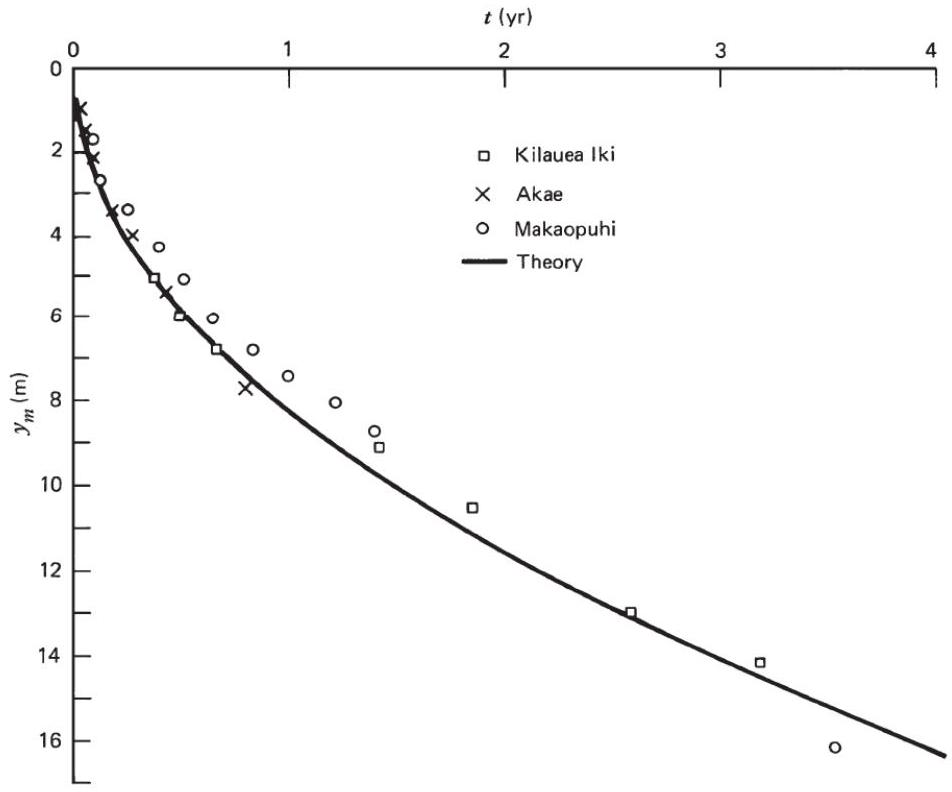 t (yr)
0 1 2 3 4
0
2
4
6
8
10
12
14
16
y_m (m)
Kilauea Iki
Akae
Makaopuhi
Theory